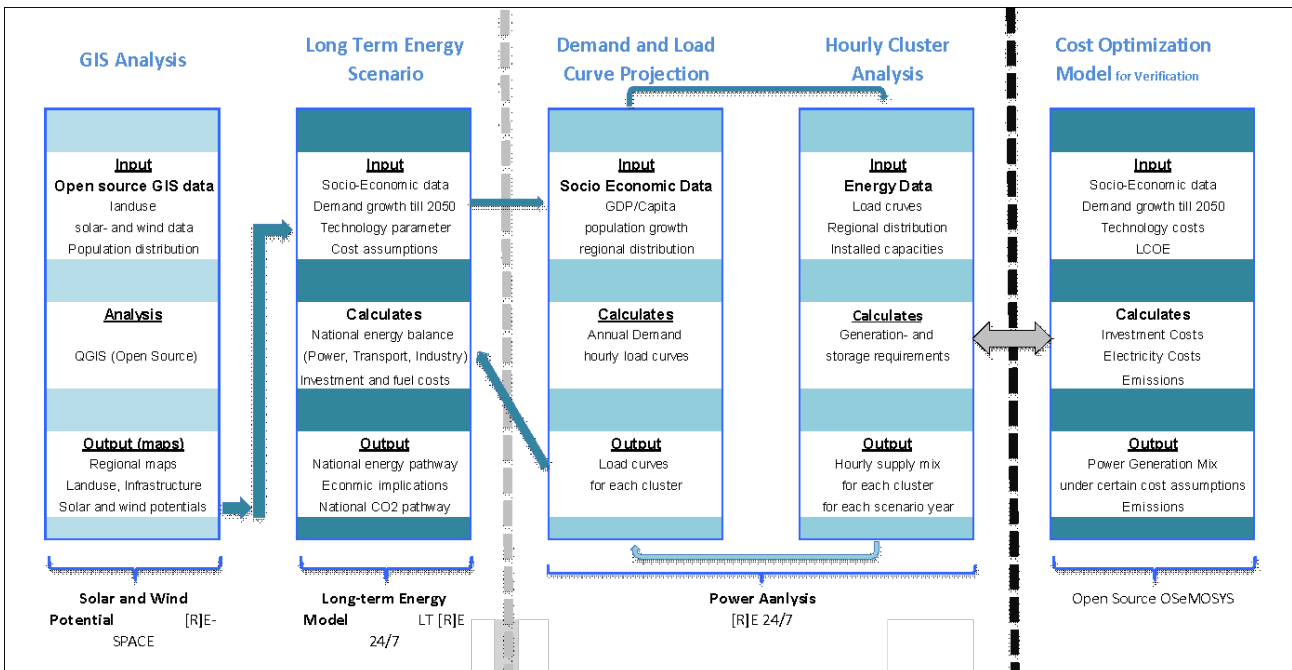 GIS Analysis
Open source GIS data
Input
landuse
solar- and wind data
Population distribution
Analysis
QGIS (Open Source)
Output (maps)
Regional maps
Landuse, Infrastructure
Solar and wind potentials
Solar and Wind
Potential [R]E-
SPACE
Long Term Energy
Scenario
Input
Socio-Economic data
Demand growth till 2050
Technology parameter
Cost assumptions
Calculates
National energy balance
(Power, Transport, Industry)
Investment and fuel costs
Output
National energy pathway
Econmic implications
National CO2 pathway
Long-term Energy
Model LT [R]E
24/7
Demand and Load
Curve Projection
Input
Socio Economic Data
GDP/Capita
population growth
regional distribution
Calculates
Annual Demand
hourly load curves
Output
Load curves
for each cluster
Hourly Cluster
Analysis
Input
Energy Data
Load cruves
Regional distribution
Installed capacities
Calculates
Generation- and
storage requirements
Output
Hourly supply mix
for each cluster
for each scenario year
Power Aanlysis
[R]E 24/7
Cost Optimization
Model for Verification
Input
Socio-Economic data
Demand growth till 2050
Technology costs
LCOE
Calculates
Investment Costs
Electricity Costs
Emissions
Output
Power Generation Mix
under certain cost assumptions
Emissions
Open Source OSeMOSYS